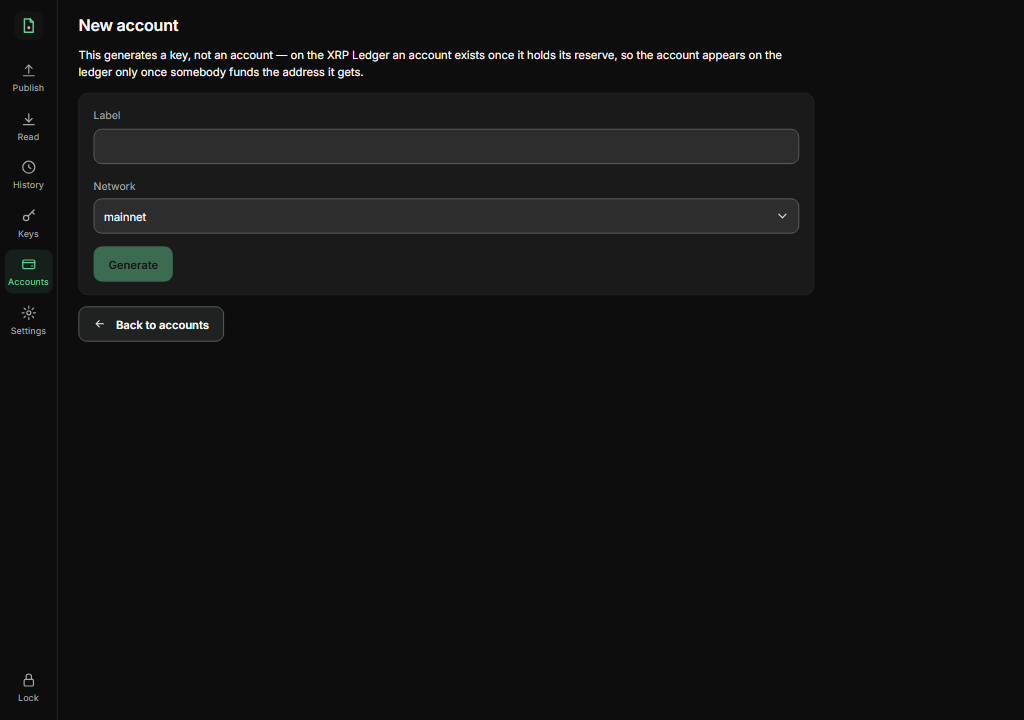 New account
This generates a key, not an account — on the XRP Ledger an account exists once it holds its reserve, so the account appears on the
ledger only once somebody funds the address it gets.
Publish
Read
History
Keys
Accounts
Settings
Lock
Label
Network
mainnet
Generate
Back to accounts